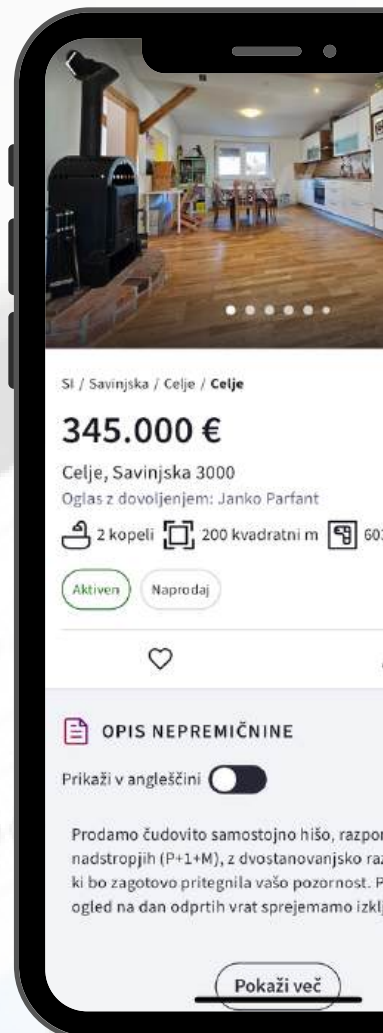 SI / Savinjska / Celje / Celje
345.000 €
Celje, Savinjska 3000
Oglas z dovoljenjem: Janko Parfant
2 kopeli 200 kvadratni m
Aktiven Naprodaj
OPIS NEPREMIČNINE
Prikaži v angleščini
Prodamo čudovito samostojno hišo,
nadstropjih (P+1+M), z dvostanovanjsko
ki bo zagotovo pritegnila vašo pozornost.
ogled na dan odprtih vrat sprejemamo
Pokaži več